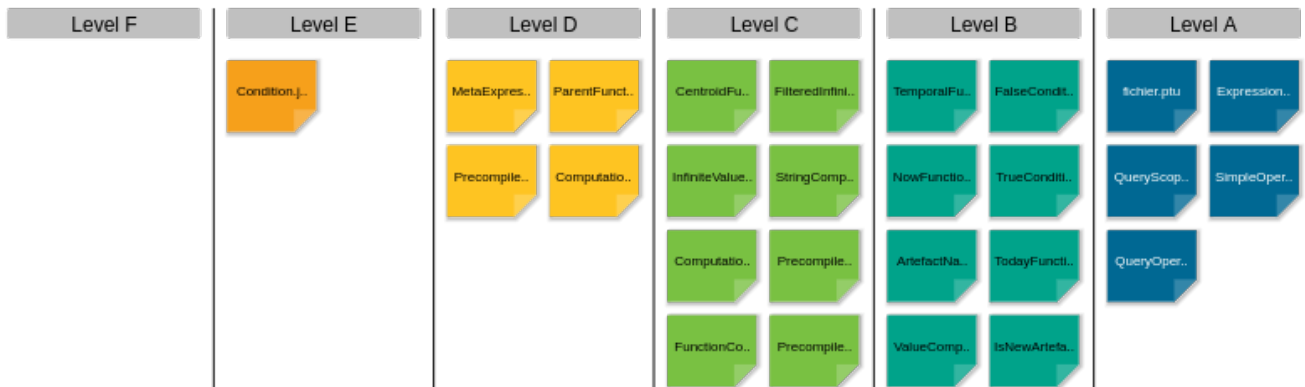 Level F
Level E
Level D
Level C
Level B
Level A
Condition.j..
MetaExpres..
ParentFunct..
CentroidFu..
FilteredInfini..
TemporalFu..
FalseCondit..
fichier.ptu
Expression..
Precompile..
Computatio..
InfiniteValue..
StringComp..
NowFunctio..
TrueConditi..
QueryScop..
SimpleOper..
Computatio..
Precompile..
ArtefactNa..
TodayFuncti..
QueryOper..
FunctionCo..
Precompile..
ValueComp..
IsNewArtefa..